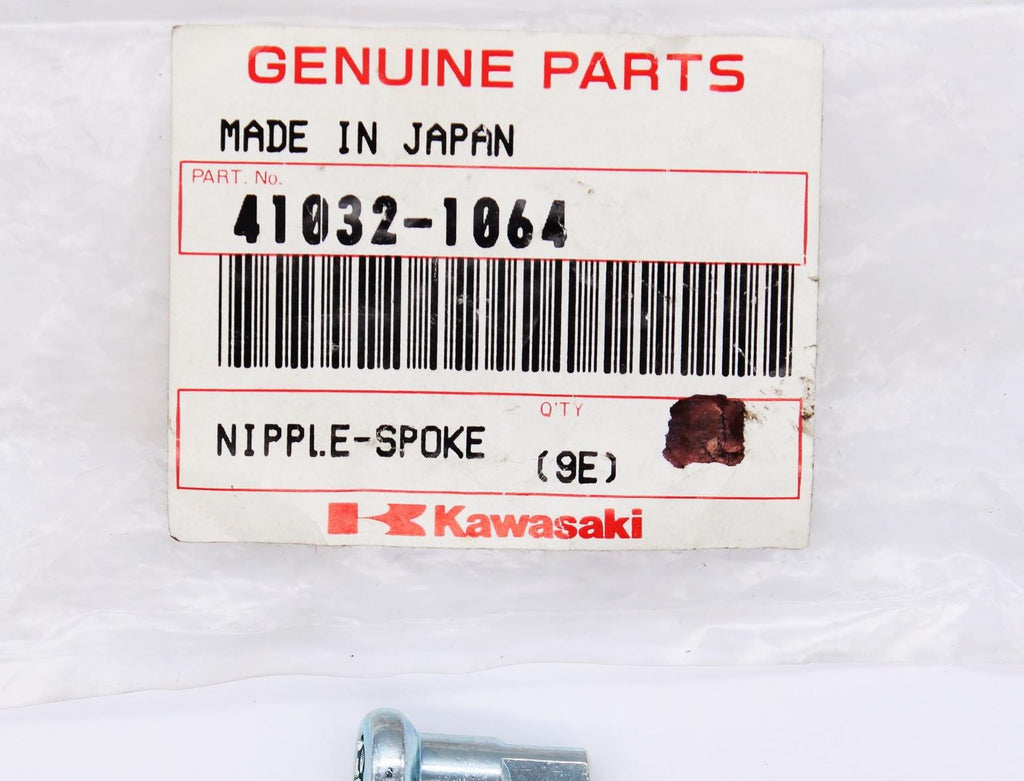 GENUINE PARTS
MADE IN JAPAN
PART. No.
41032-1064
Q'TY
NIPPLE-SPOKE
(9E)
Kawasaki